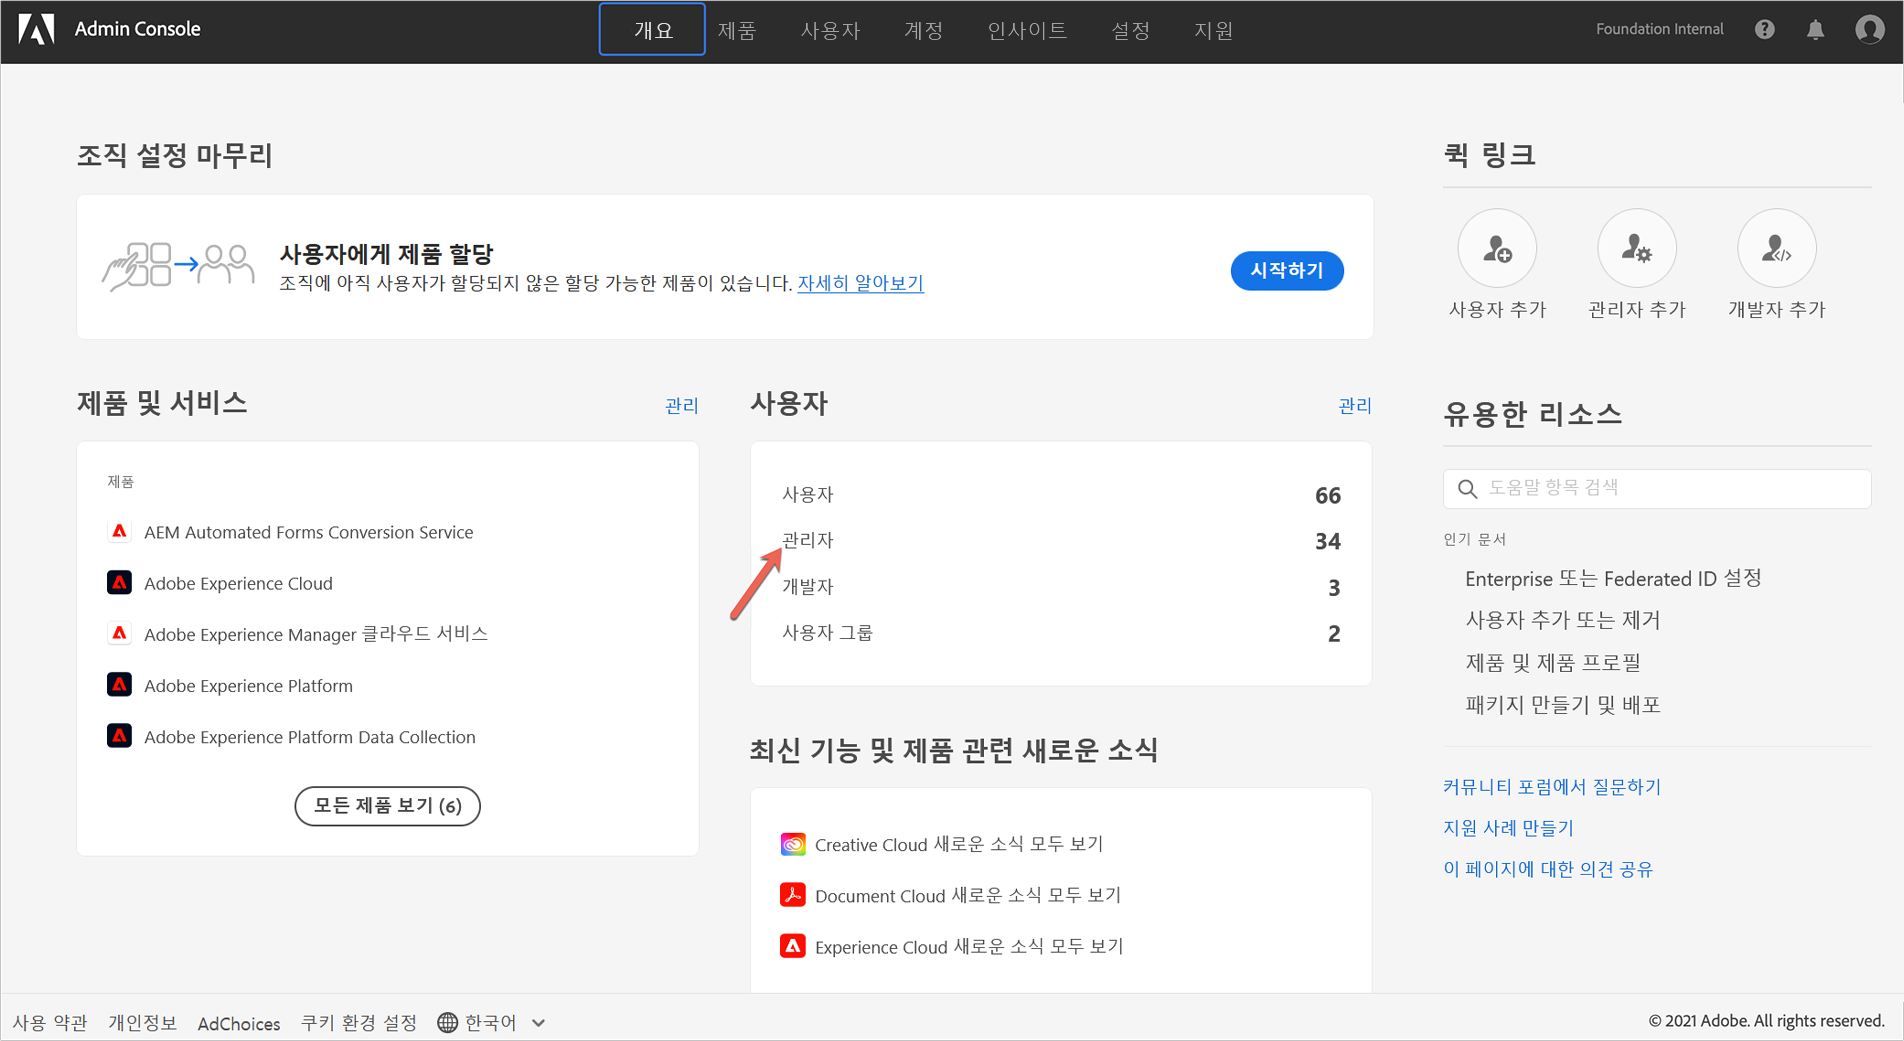 Admin Console
개요
제품
사용자
계정
인사이트
설정
지원
Foundation Internal
조직 설정 마무리
사용자에게 제품 할당
조직에 아직 사용자가 할당되지 않은 할당 가능한 제품이 있습니다. 자세히 알아보기
시작하기
퀵 링크
사용자 추가
관리자 추가
개발자 추가
제품 및 서비스
관리
제품
AEM Automated Forms Conversion Service
Adobe Experience Cloud
Adobe Experience Manager 클라우드 서비스
Adobe Experience Platform
Adobe Experience Platform Data Collection
모든 제품 보기 (6)
사용자
관리
사용자 66
관리자 34
개발자 3
사용자 그룹 2
최신 기능 및 제품 관련 새로운 소식
Creative Cloud 새로운 소식 모두 보기
Document Cloud 새로운 소식 모두 보기
Experience Cloud 새로운 소식 모두 보기
유용한 리소스
도움말 항목 검색
인기 문서
Enterprise 또는 Federated ID 설정
사용자 추가 또는 제거
제품 및 제품 프로필
패키지 만들기 및 배포
커뮤니티 포럼에서 질문하기
지원 사례 만들기
이 페이지에 대한 의견 공유
사용 약관
개인정보
AdChoices
쿠키 환경 설정
한국어
© 2021 Adobe. All rights reserved.